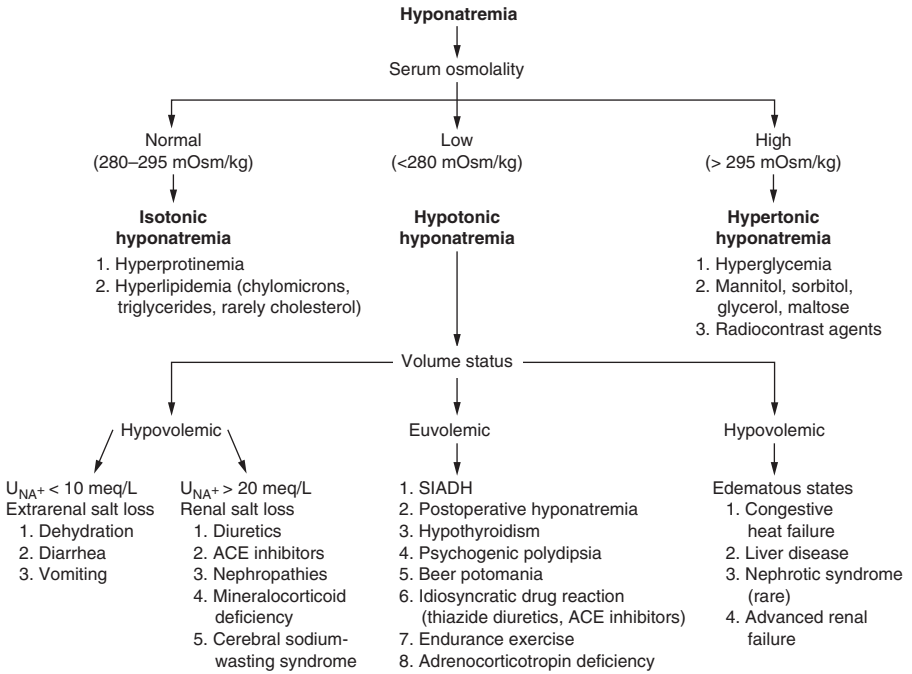 Hyponatremia
Serum osmolality
Normal
(280–295 mOsm/kg)
Low
(<280 mOsm/kg)
High
(> 295 mOsm/kg)
Isotonic
hyponatremia
1. Hyperprotinemia
2. Hyperlipidemia (chylomicrons,
triglycerides, rarely cholesterol)
Hypotonic
hyponatremia
Hypertonic
hyponatremia
1. Hyperglycemia
2. Mannitol, sorbitol,
glycerol, maltose
3. Radiocontrast agents
Volume status
Hypovolemic
U_NA+ < 10 meq/L
Extrarenal salt loss
1. Dehydration
2. Diarrhea
3. Vomiting
U_NA+ > 20 meq/L
Renal salt loss
1. Diuretics
2. ACE inhibitors
3. Nephropathies
4. Mineralocorticoid
deficiency
5. Cerebral sodium-
wasting syndrome
Euvolemic
1. SIADH
2. Postoperative hyponatremia
3. Hypothyroidism
4. Psychogenic polydipsia
5. Beer potomania
6. Idiosyncratic drug reaction
(thiazide diuretics, ACE inhibitors)
7. Endurance exercise
8. Adrenocorticotropin deficiency
Hypovolemic
Edematous states
1. Congestive
heat failure
2. Liver disease
3. Nephrotic syndrome
(rare)
4. Advanced renal
failure